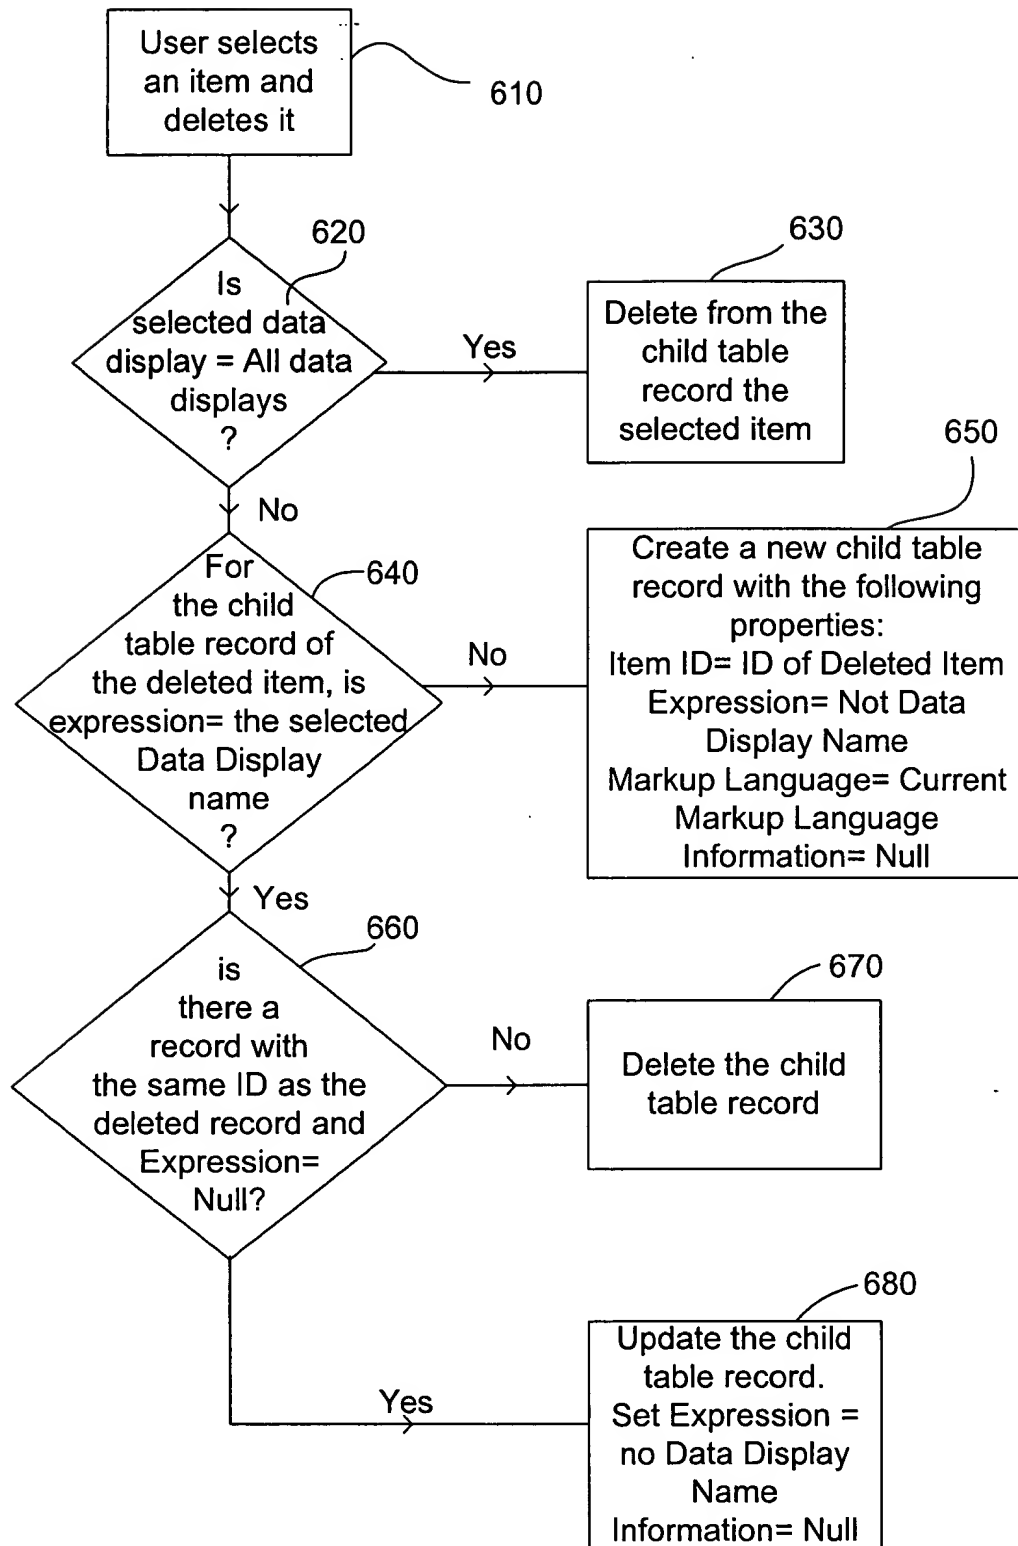 User selects
an item and
deletes it
610
620
Is
selected data
display = All data
displays
?
Yes
630
Delete from the
child table
record the
selected item
No
640
For
the child
table record of
the deleted item, is
expression= the selected
Data Display
name
?
No
650
Create a new child table
record with the following
properties:
Item ID= ID of Deleted Item
Expression= Not Data
Display Name
Markup Language= Current
Markup Language
Information= Null
Yes
660
is
there a
record with
the same ID as the
deleted record and
Expression=
Null?
No
670
Delete the child
table record
Yes
680
Update the child
table record.
Set Expression =
no Data Display
Name
Information= Null